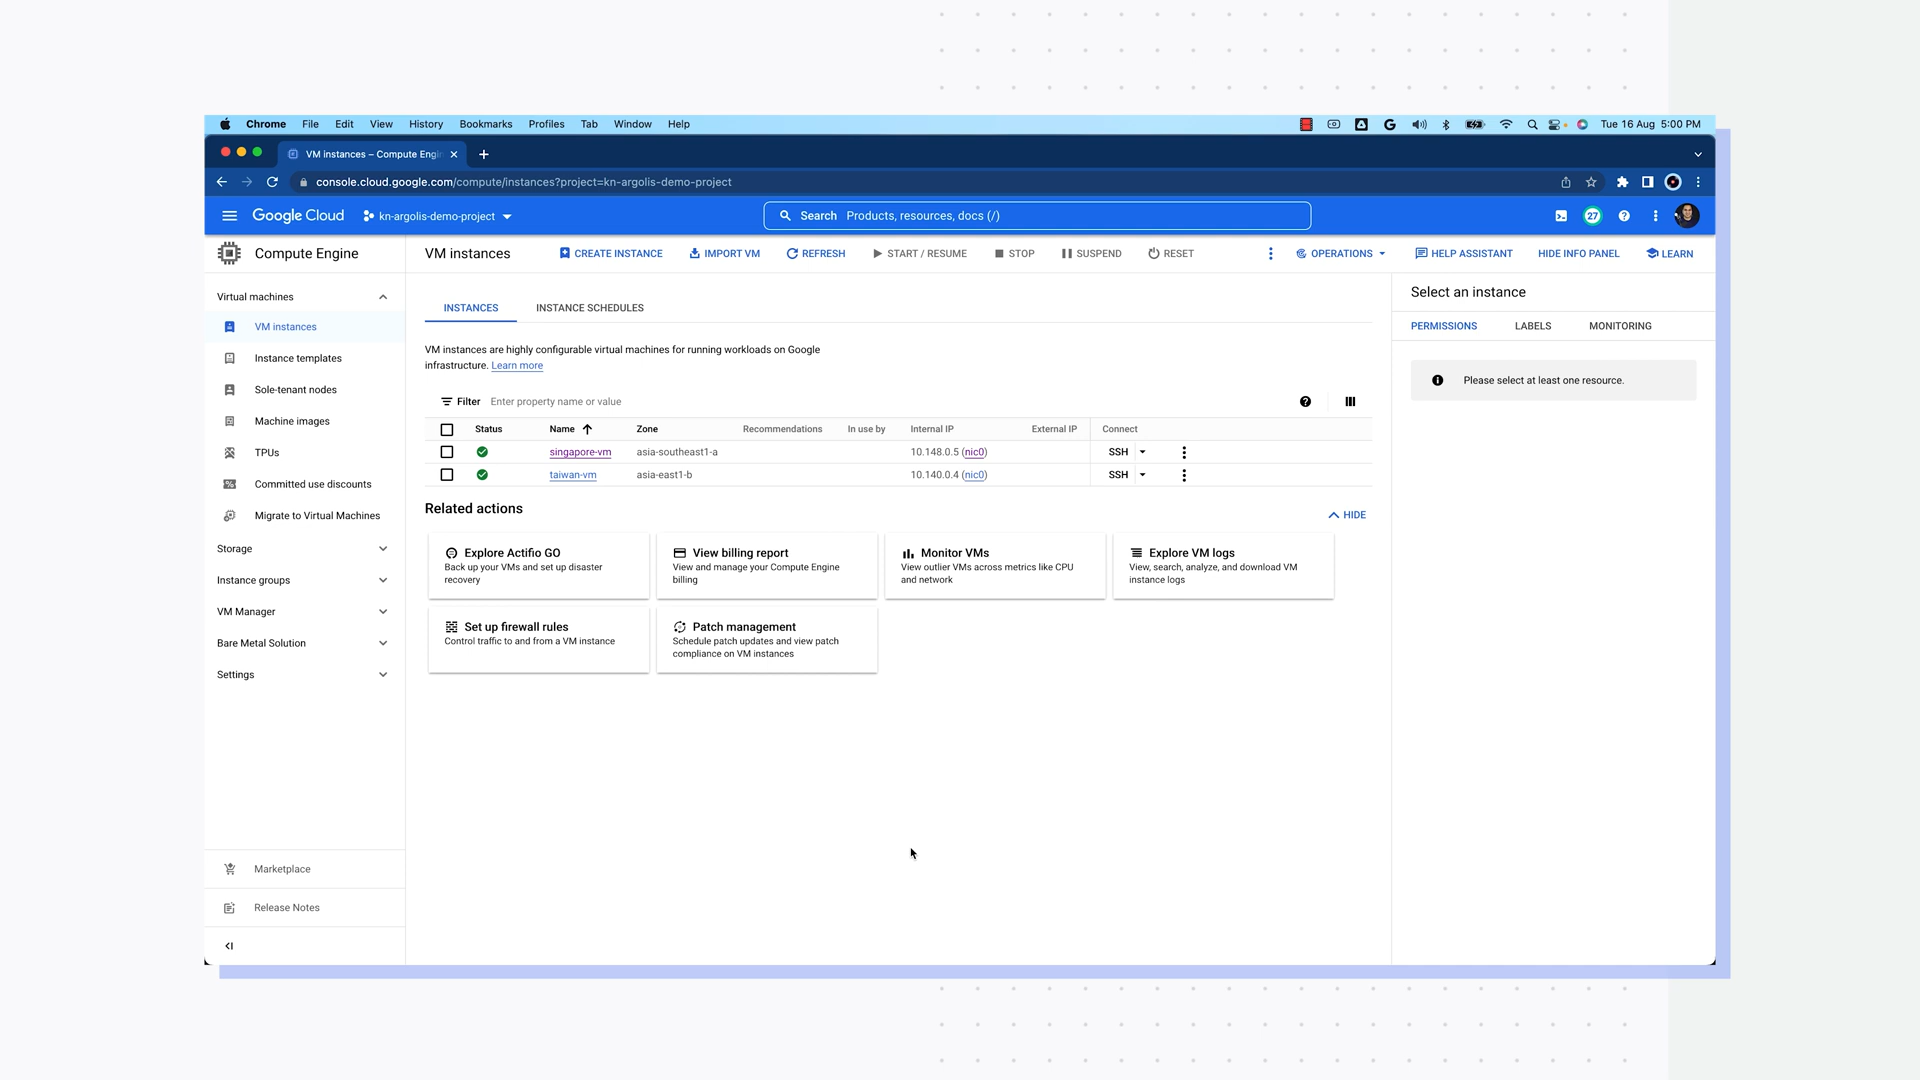 Chrome File Edit View History Bookmarks Profiles Tab Window Help Tue 16 Aug 5:00 PM
VM instances – Compute Engin
console.cloud.google.com/compute/instances?project=kn-argolis-demo-project
Google Cloud kn-argolis-demo-project Search Products, resources, docs (/) 27
Compute Engine
Virtual machines
VM instances
Instance templates
Sole-tenant nodes
Machine images
TPUs
Committed use discounts
Migrate to Virtual Machines
Storage
Instance groups
VM Manager
Bare Metal Solution
Settings
Marketplace
Release Notes
VM instances CREATE INSTANCE IMPORT VM REFRESH START / RESUME STOP SUSPEND RESET OPERATIONS HELP ASSISTANT HIDE INFO PANEL LEARN
INSTANCES INSTANCE SCHEDULES
VM instances are highly configurable virtual machines for running workloads on Google
infrastructure. Learn more
Filter Enter property name or value
Status Name Zone Recommendations In use by Internal IP External IP Connect
singapore-vm asia-southeast1-a 10.148.0.5 (nic0) SSH
taiwan-vm asia-east1-b 10.140.0.4 (nic0) SSH
Related actions
HIDE
Explore Actifio GO
Back up your VMs and set up disaster
recovery
View billing report
View and manage your Compute Engine
billing
Monitor VMs
View outlier VMs across metrics like CPU
and network
Explore VM logs
View, search, analyze, and download VM
instance logs
Set up firewall rules
Control traffic to and from a VM instance
Patch management
Schedule patch updates and view patch
compliance on VM instances
Select an instance
PERMISSIONS LABELS MONITORING
Please select at least one resource.